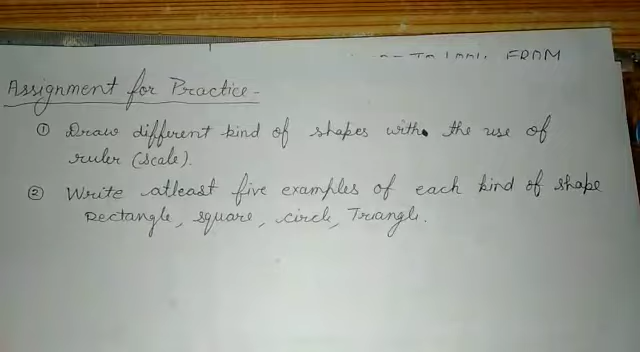 FROM
Assignment for Practice -
① Draw different kind of shapes with the use of
ruler (scale).
② Write atleast five examples of each kind of shape
Rectangle, square, circle, Triangle.